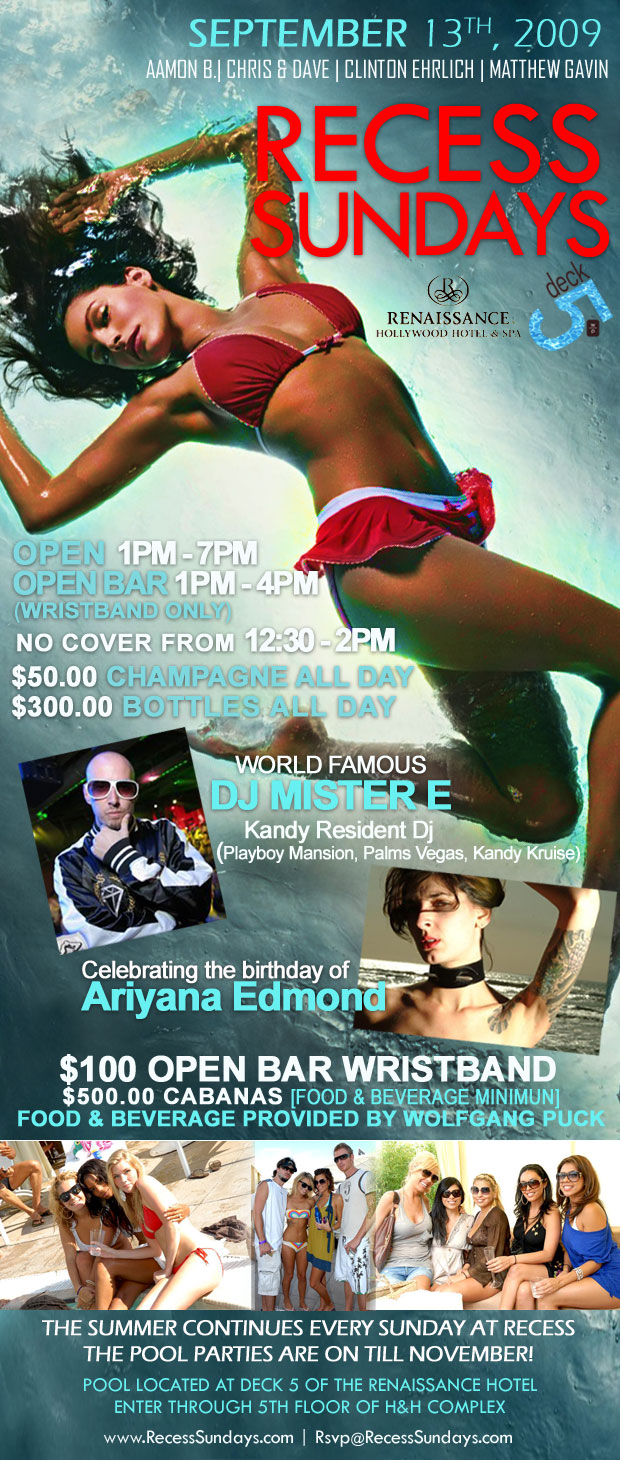 SEPTEMBER 13TH, 2009
AAMON B.| CHRIS & DAVE | CLINTON EHRLICH | MATTHEW GAVIN
RECESS
SUNDAYS
R
RENAISSANCE
HOLLYWOOD HOTEL & SPA
deck
5
OPEN 1PM - 7PM
OPEN BAR 1PM - 4PM
(WRISTBAND ONLY)
NO COVER FROM 12:30 - 2PM
$50.00 CHAMPAGNE ALL DAY
$300.00 BOTTLES ALL DAY
WORLD FAMOUS
DJ MISTER E
Kandy Resident Dj
(Playboy Mansion, Palms Vegas, Kandy Kruise)
Celebrating the birthday of
Ariyana Edmond
$100 OPEN BAR WRISTBAND
$500.00 CABANAS [FOOD & BEVERAGE MINIMUN]
FOOD & BEVERAGE PROVIDED BY WOLFGANG PUCK
THE SUMMER CONTINUES EVERY SUNDAY AT RECESS
THE POOL PARTIES ARE ON TILL NOVEMBER!
POOL LOCATED AT DECK 5 OF THE RENAISSANCE HOTEL
ENTER THROUGH 5TH FLOOR OF H&H COMPLEX
www.RecessSundays.com | Rsvp@RecessSundays.com